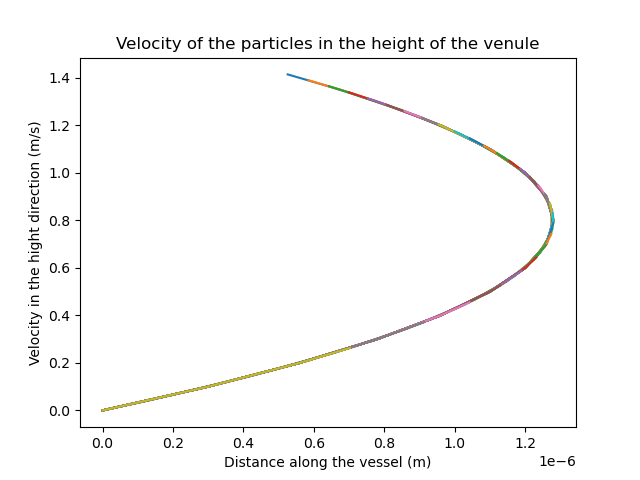 Velocity of the particles in the height of the venule
Velocity in the hight direction (m/s)
1.4
1.2
1.0
0.8
0.6
0.4
0.2
0.0
0.0 0.2 0.4 0.6 0.8 1.0 1.2
1e−6
Distance along the vessel (m)